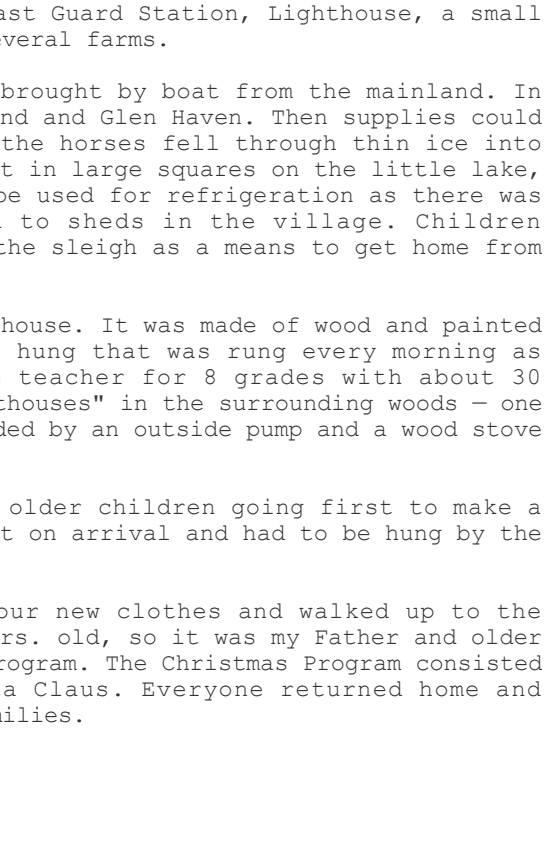 ast Guard Station, Lighthouse, a small
everal farms.
brought by boat from the mainland. In
nd and Glen Haven. Then supplies could
the horses fell through thin ice into
t in large squares on the little lake,
be used for refrigeration as there was
to sheds in the village. Children
the sleigh as a means to get home from
house. It was made of wood and painted
hung that was rung every morning as
teacher for 8 grades with about 30
thouses" in the surrounding woods — one
ded by an outside pump and a wood stove
older children going first to make a
t on arrival and had to be hung by the
our new clothes and walked up to the
rs. old, so it was my Father and older
rogram. The Christmas Program consisted
a Claus. Everyone returned home and
milies.